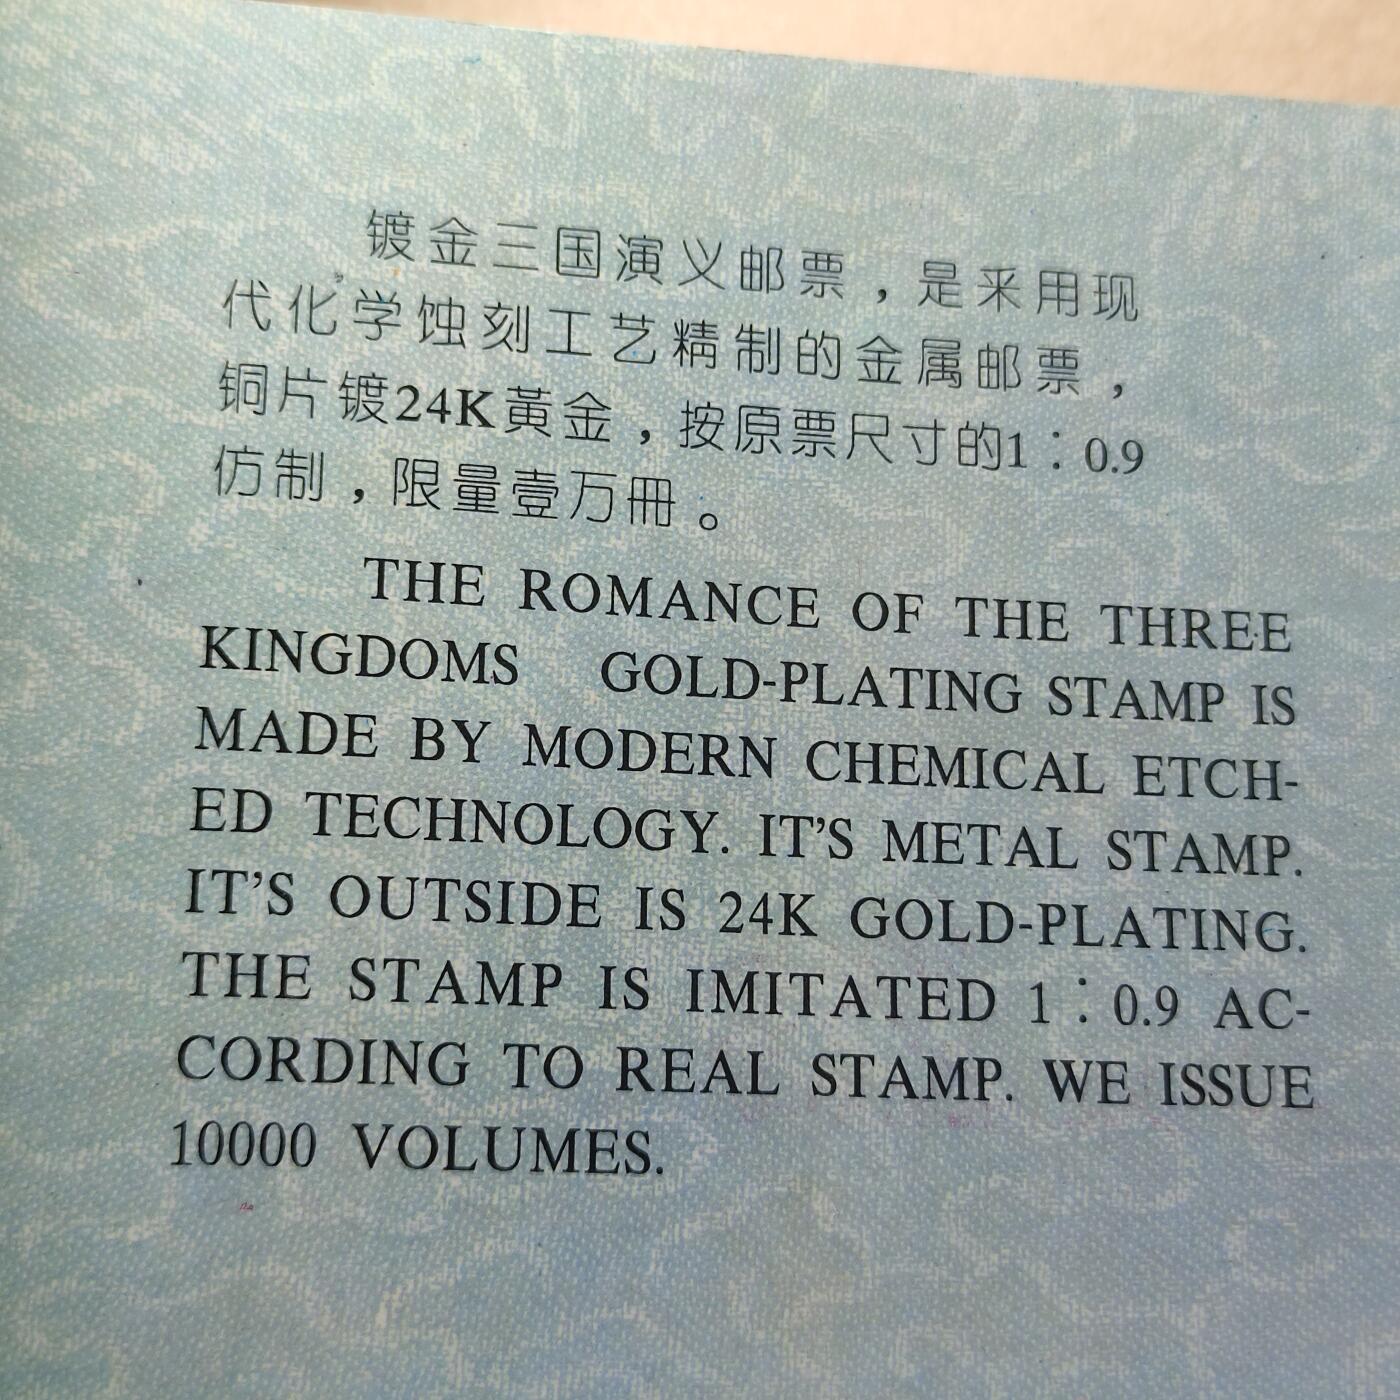 镀金三国演义邮票，是采用现
代化学蚀刻工艺精制的金属邮票，
铜片镀24K黃金，按原票尺寸的1：0.9
仿制，限量壹万冊。
THE ROMANCE OF THE THREE
KINGDOMS GOLD-PLATING STAMP IS
MADE BY MODERN CHEMICAL ETCH-
ED TECHNOLOGY. IT'S METAL STAMP.
IT'S OUTSIDE IS 24K GOLD-PLATING.
THE STAMP IS IMITATED 1：0.9 AC-
CORDING TO REAL STAMP. WE ISSUE
10000 VOLUMES.